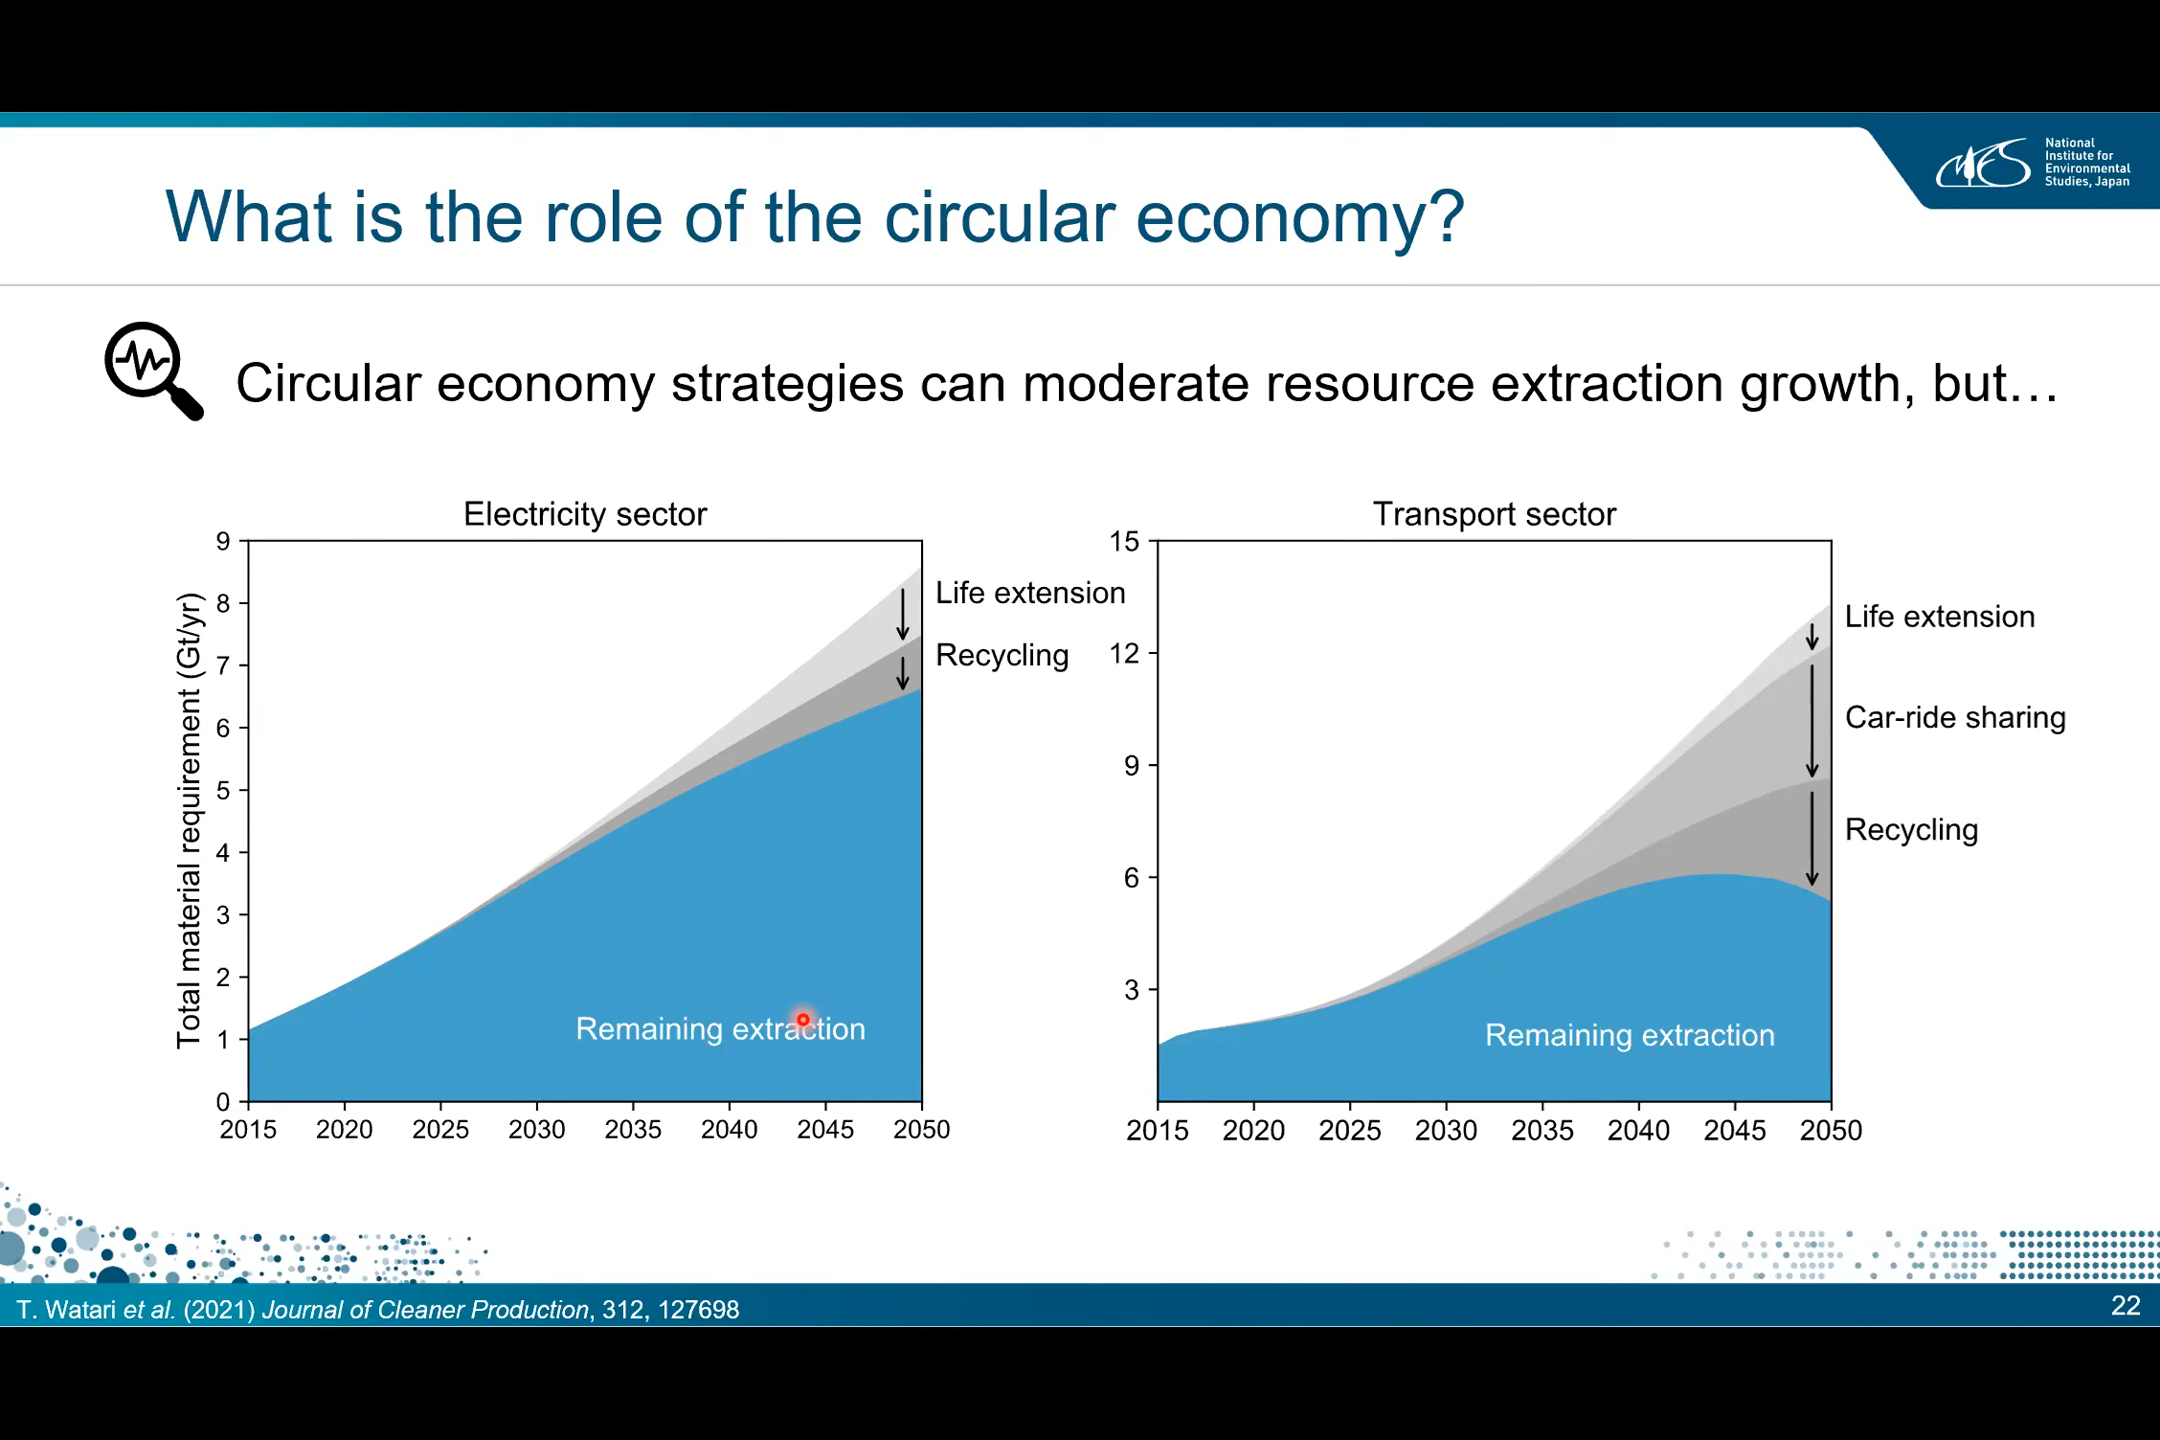 National
Institute for
Environmental
Studies, Japan
What is the role of the circular economy?
Circular economy strategies can moderate resource extraction growth, but…
Electricity sector
Total material requirement (Gt/yr)
9
8
7
6
5
4
3
2
1
0
2015 2020 2025 2030 2035 2040 2045 2050
Life extension
Recycling
Remaining extraction
Transport sector
15
12
9
6
3
2015 2020 2025 2030 2035 2040 2045 2050
Life extension
Car-ride sharing
Recycling
Remaining extraction
T. Watari et al. (2021) Journal of Cleaner Production, 312, 127698
22